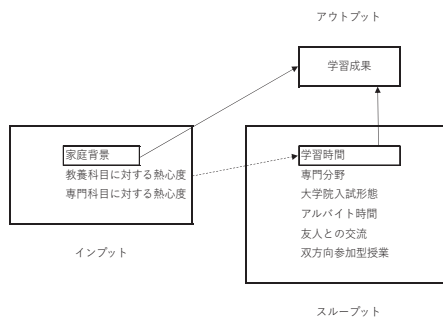 アウトプット
学習成果
家庭背景
教養科目に対する熱心度
専門科目に対する熱心度
インプット
学習時間
専門分野
大学院入試形態
アルバイト時間
友人との交流
双方向参加型授業
スループット